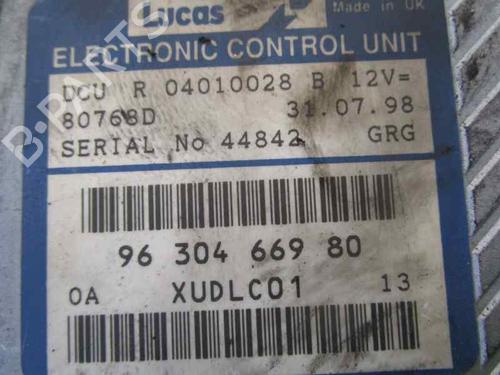 Lucas
Made in UK
ELECTRONIC CONTROL UNIT
DCU R 04010028 B 12V=
80768D 31.07.98
SERIAL No 44842 GRG
96 304 669 80
0A XUDLC01 13
B-PARTS